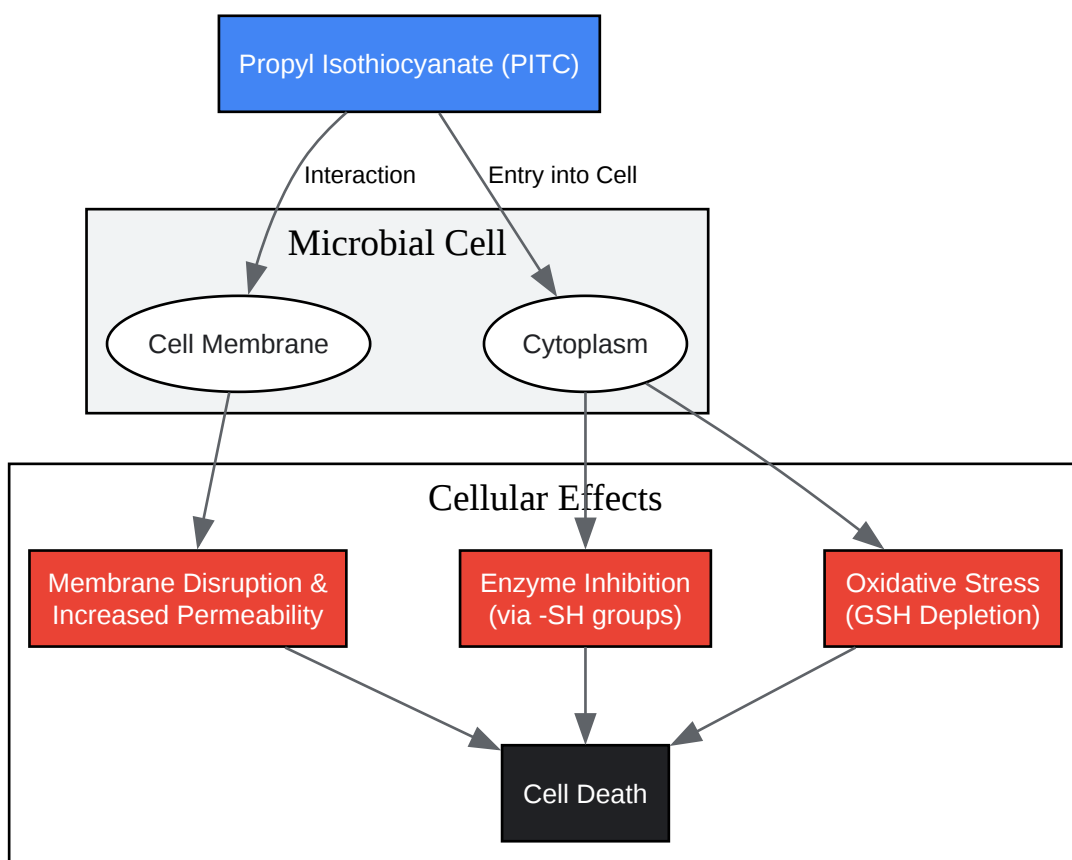 Propyl Isothiocyanate (PITC)
Interaction
Entry into Cell
Microbial Cell
Cell Membrane
Cytoplasm
Cellular Effects
Membrane Disruption &
Increased Permeability
Enzyme Inhibition
(via -SH groups)
Oxidative Stress
(GSH Depletion)
Cell Death